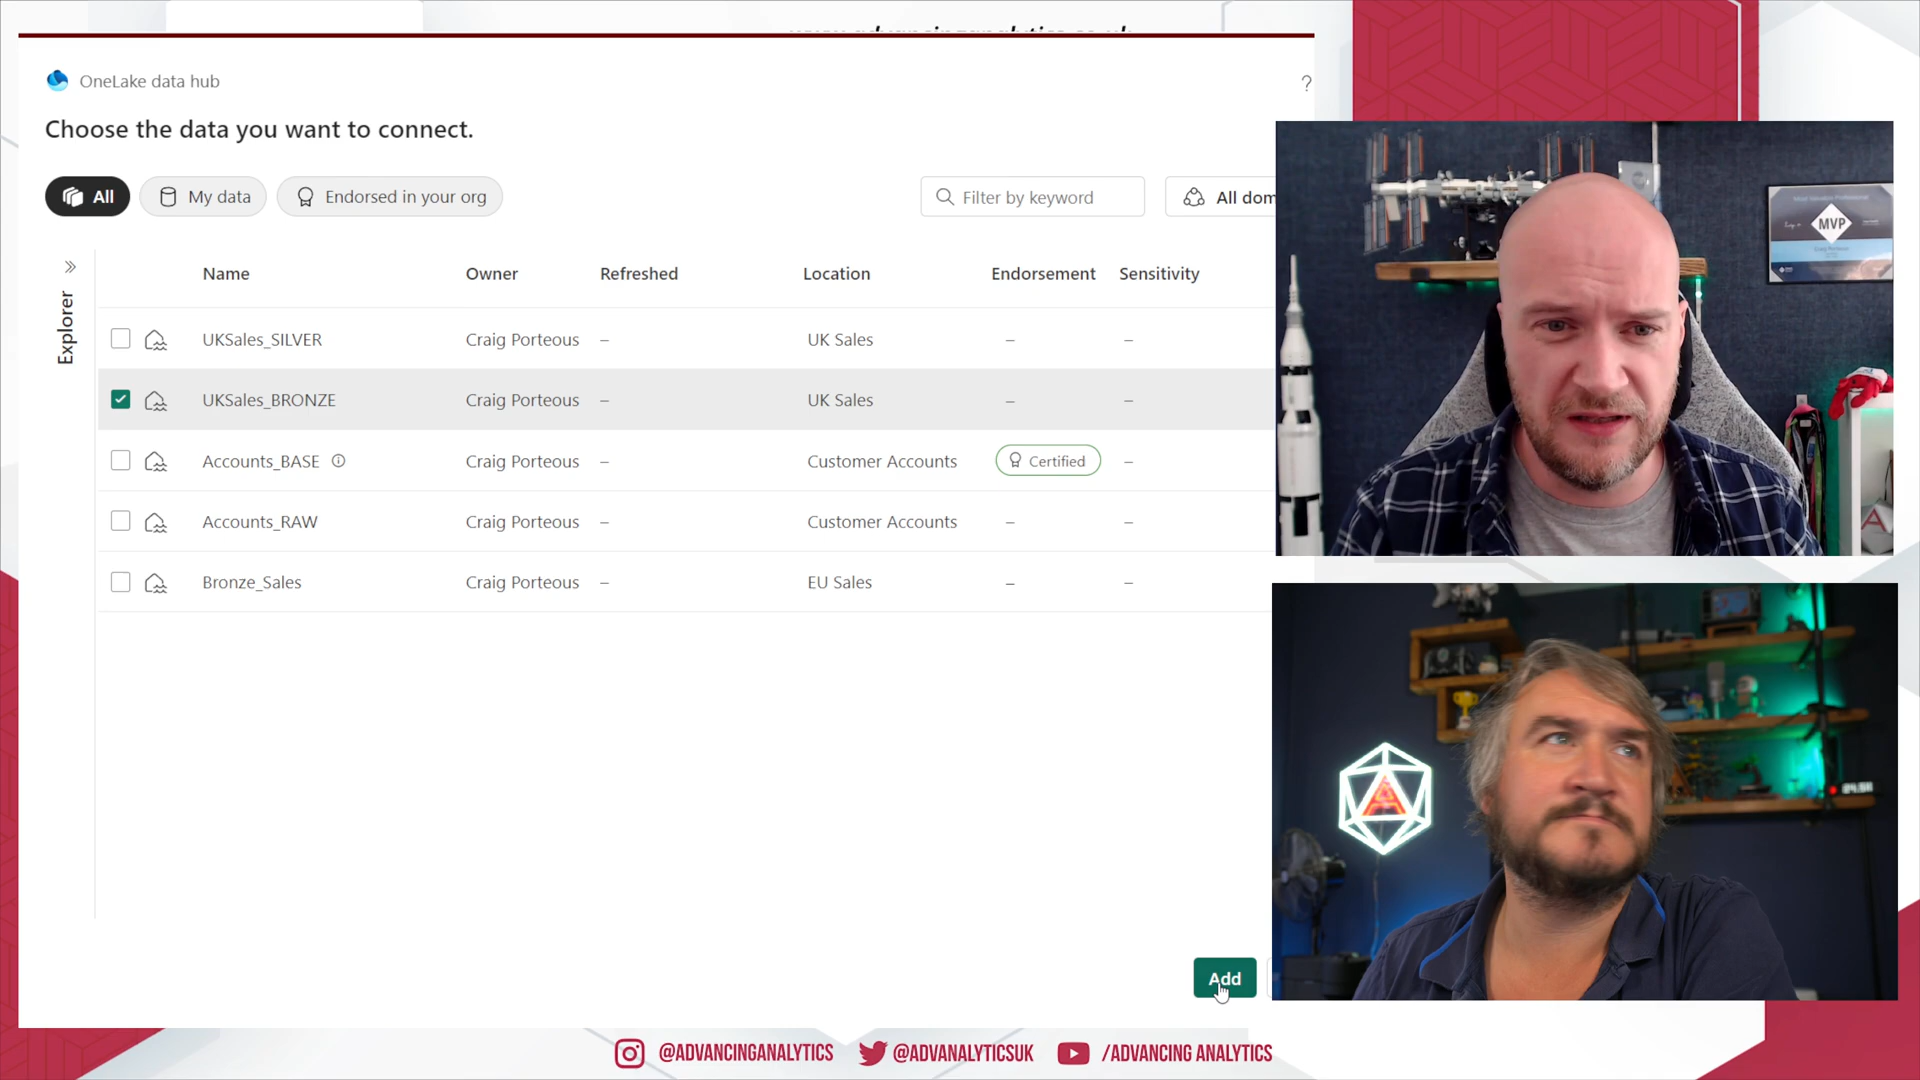 OneLake data hub
?
Choose the data you want to connect.
All
My data
Endorsed in your org
Filter by keyword
All dom
Explorer
Name Owner Refreshed Location Endorsement Sensitivity
UKSales_SILVER Craig Porteous – UK Sales – –
UKSales_BRONZE Craig Porteous – UK Sales – –
Accounts_BASE Craig Porteous – Customer Accounts Certified –
Accounts_RAW Craig Porteous – Customer Accounts – –
Bronze_Sales Craig Porteous – EU Sales – –
Add
MVP
A
A
@ADVANCINGANALYTICS @ADVANALYTICSUK /ADVANCING ANALYTICS